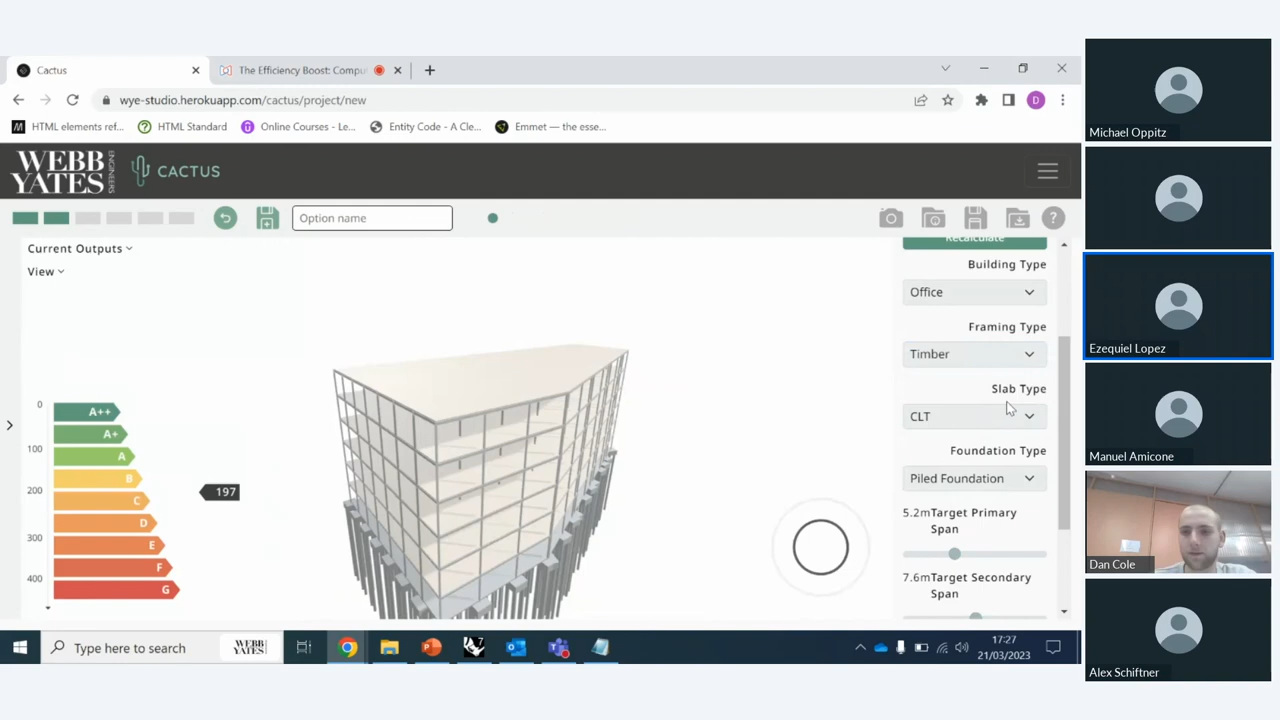 Cactus
The Efficiency Boost: Compu
wye-studio.herokuapp.com/cactus/project/new
HTML elements ref...
HTML Standard
Online Courses - Le...
Entity Code - A Cle...
Emmet — the esse...
D
WEBB
YATES
ENGINEERS
CACTUS
Option name
Current Outputs
View
0
100
200
300
400
A++
A+
A
B
C
D
E
F
G
197
Recalculate
Building Type
Office
Framing Type
Timber
Slab Type
CLT
Foundation Type
Piled Foundation
5.2mTarget Primary
Span
7.6mTarget Secondary
Span
Type here to search
WEBB
YATES
17:27
21/03/2023
Michael Oppitz
Ezequiel Lopez
Manuel Amicone
Dan Cole
Alex Schiftner